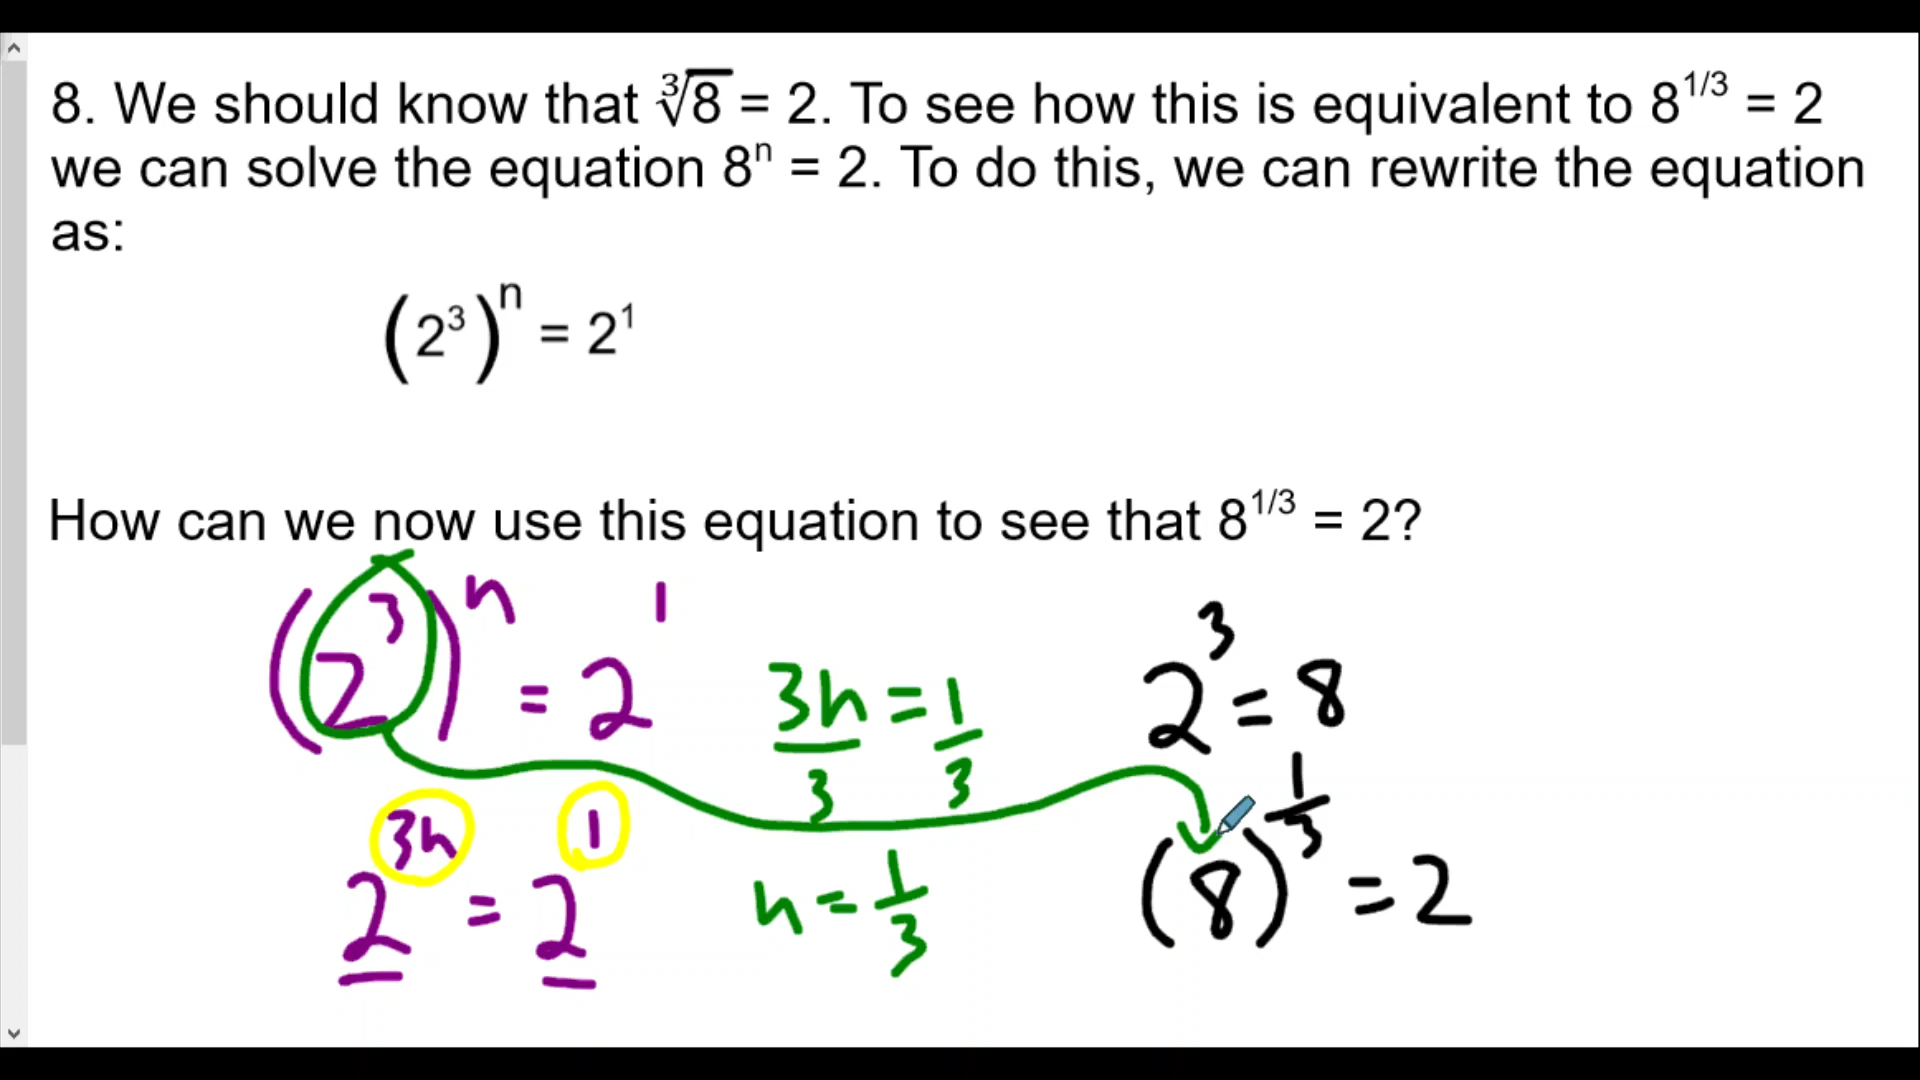 8. We should know that ∛8 = 2. To see how this is equivalent to 8^1/3 = 2
we can solve the equation 8^n = 2. To do this, we can rewrite the equation
as:
(2^3)^n = 2^1
How can we now use this equation to see that 8^1/3 = 2?
(2^3)^n = 2^1
3n/3 = 1/3
2^3 = 8
2^3n = 2^1
n = 1/3
(8)^1/3 = 2